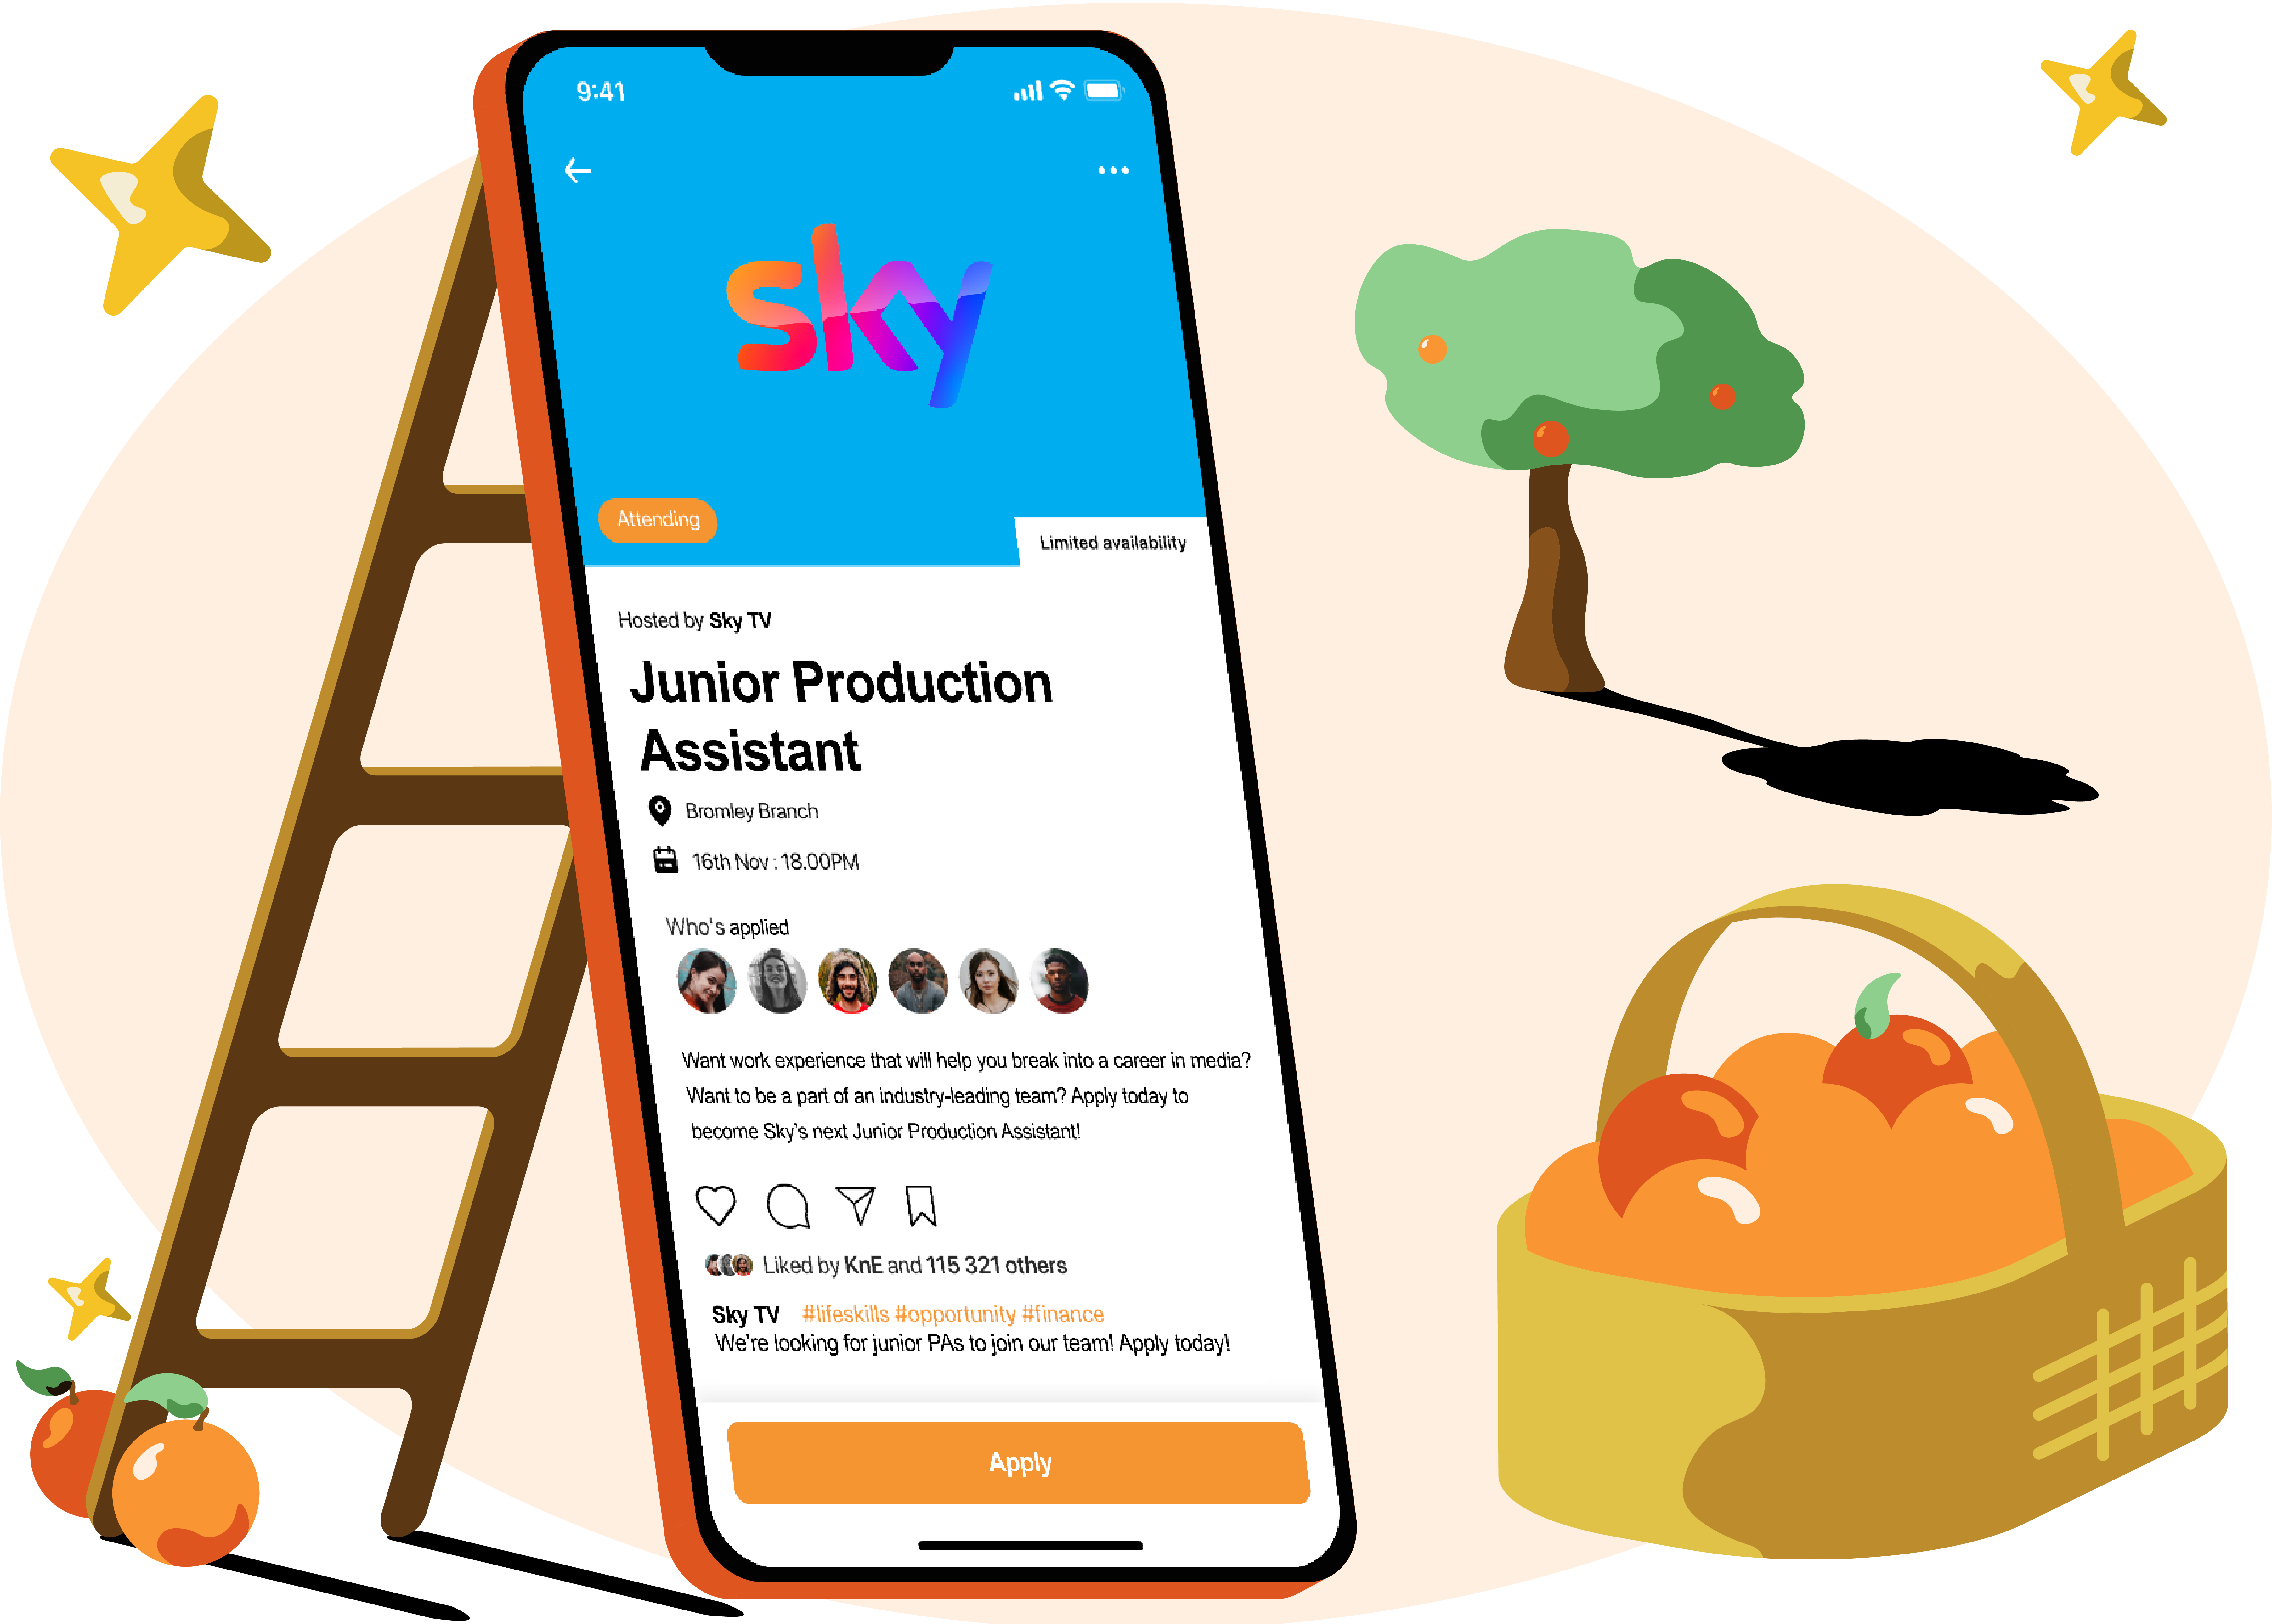 9:41
sky
Attending
Limited availability
Hosted by Sky TV
Junior Production
Assistant
Bromley Branch
16th Nov : 18.00PM
Who's applied
Want work experience that will help you break into a career in media?
Want to be a part of an industry-leading team? Apply today to
become Sky's next Junior Production Assistant!
Liked by KnE and 115 321 others
Sky TV #lifeskills #opportunity #finance
We're looking for junior PAs to join our team! Apply today!
Apply